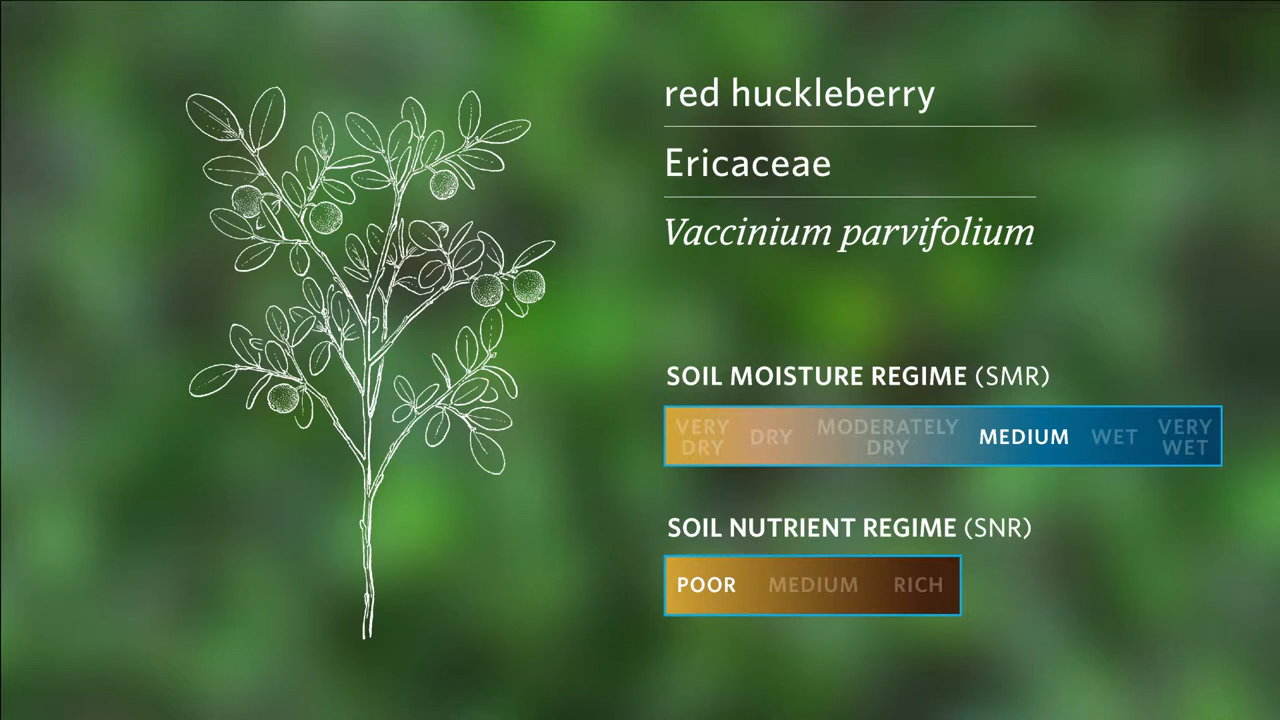 red huckleberry
Ericaceae
Vaccinium parvifolium
SOIL MOISTURE REGIME (SMR)
VERY DRY DRY MODERATELY DRY MEDIUM WET VERY WET
SOIL NUTRIENT REGIME (SNR)
POOR MEDIUM RICH